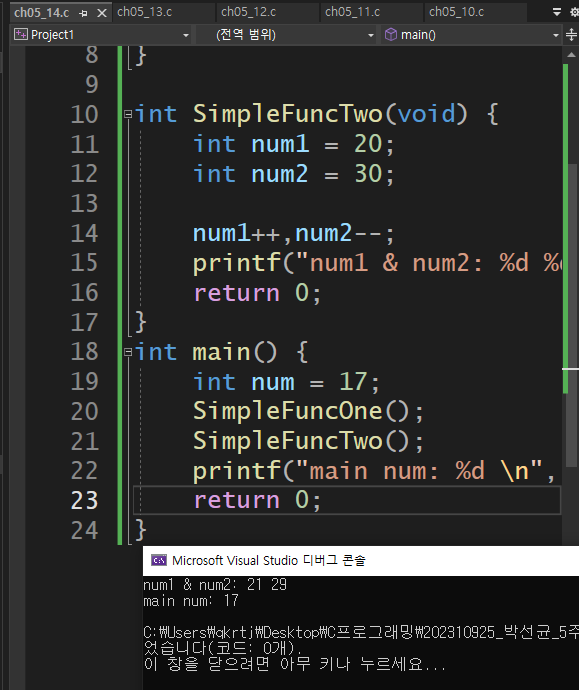 ch05_14.c ch05_13.c ch05_12.c ch05_11.c ch05_10.c
Project1 (전역 범위) main()
8 }
9
10 int SimpleFuncTwo(void) {
11 int num1 = 20;
12 int num2 = 30;
13
14 num1++,num2--;
15 printf("num1 & num2: %d %d
16 return 0;
17 }
18 int main() {
19 int num = 17;
20 SimpleFuncOne();
21 SimpleFuncTwo();
22 printf("main num: %d \n",
23 return 0;
24 }
C:\ Microsoft Visual Studio 디버그 콘솔
num1 & num2: 21 29
main num: 17
C:₩Users₩qkrtj₩Desktop₩C프로그래밍₩202310925_박선균_5주
었습니다(코드: 0개).
이 창을 닫으려면 아무 키나 누르세요...